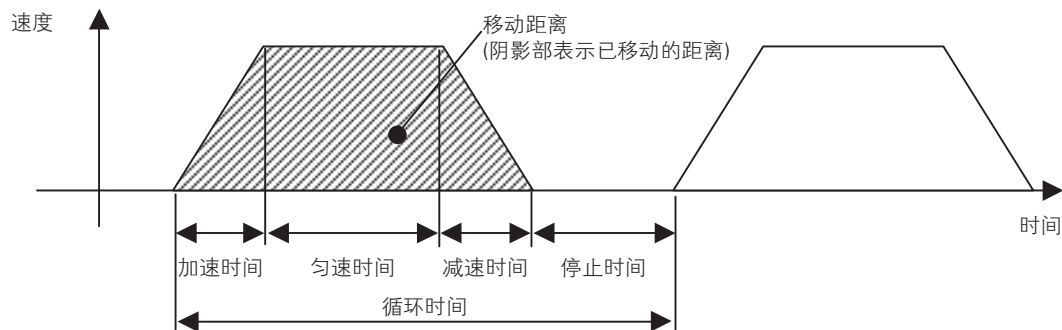 速度
移动距离
(阴影部表示已移动的距离)
时间
加速时间
匀速时间
减速时间
停止时间
循环时间